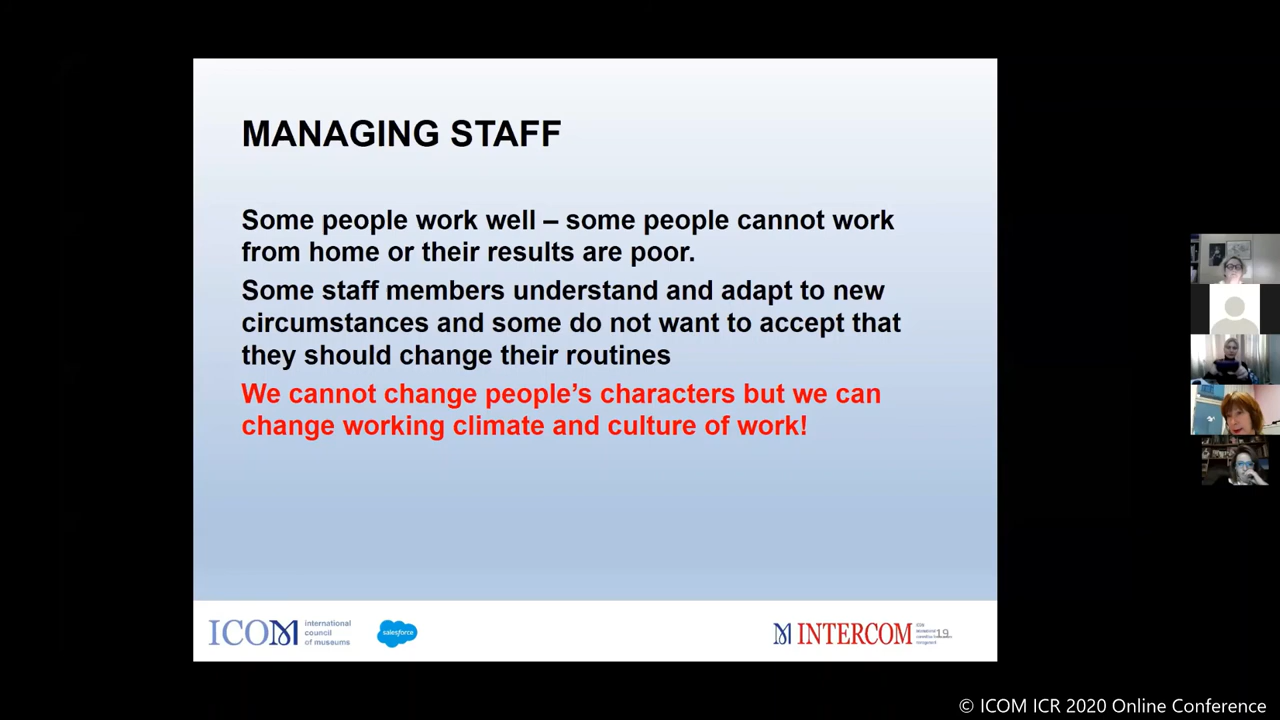 MANAGING STAFF
Some people work well – some people cannot work
from home or their results are poor.
Some staff members understand and adapt to new
circumstances and some do not want to accept that
they should change their routines
We cannot change people’s characters but we can
change working climate and culture of work!
ICOM international
council
of museums
salesforce
INTERCOM
19
© ICOM ICR 2020 Online Conference